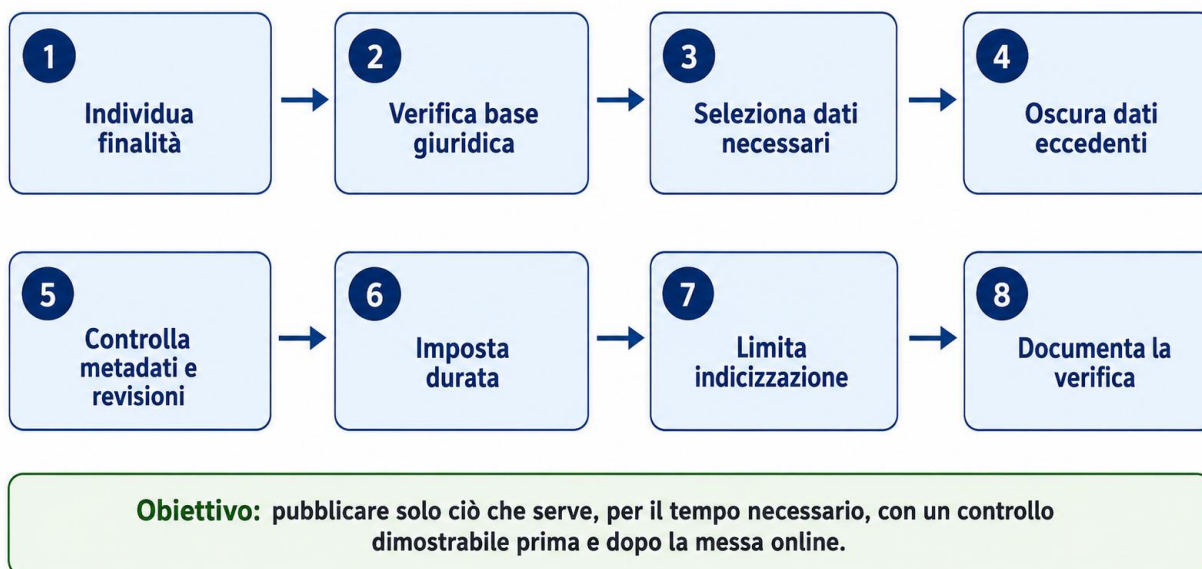 1
Individua
finalità
2
Verifica base
giuridica
3
Seleziona dati
necessari
4
Oscura dati
eccedenti
5
Controlla
metadati e
revisioni
6
Imposta
durata
7
Limita
indicizzazione
8
Documenta la
verifica
Obiettivo: pubblicare solo ciò che serve, per il tempo necessario, con un controllo
dimostrabile prima e dopo la messa online.